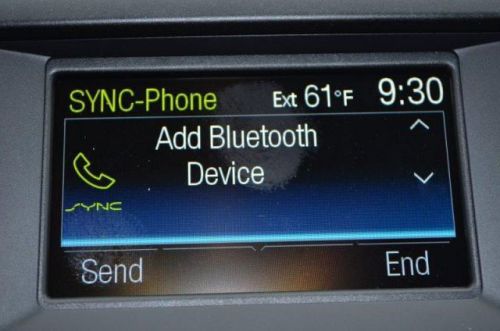 SYNC-Phone Ext 61°F 9:30
Add Bluetooth
Device
SYNC
Send End